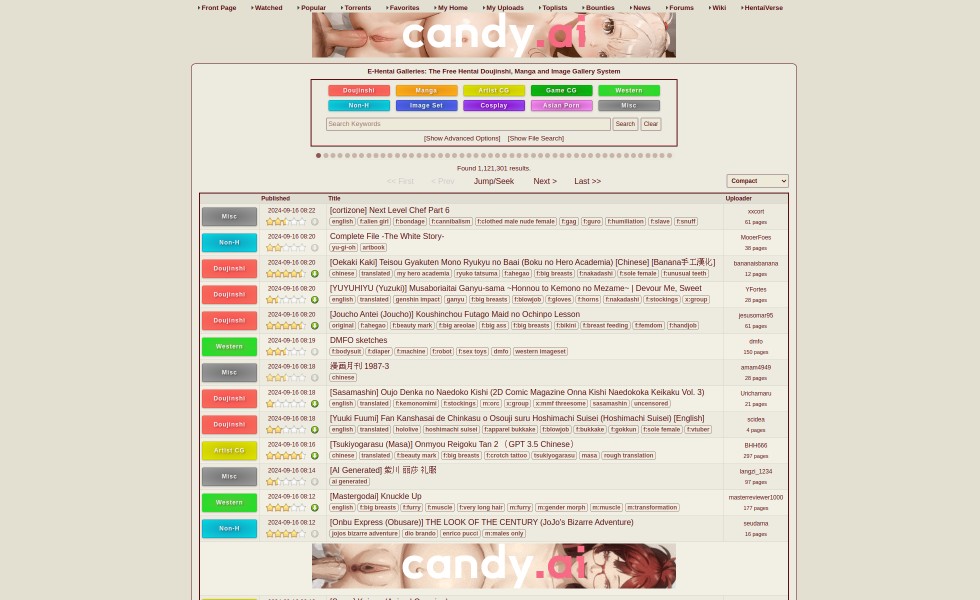 Front Page Watched Popular Torrents Favorites My Home My Uploads Toplists Bounties News Forums Wiki HentaiVerse
candy.ai
E-Hentai Galleries: The Free Hentai Doujinshi, Manga and Image Gallery System
Doujinshi Manga Artist CG Game CG Western
Non-H Image Set Cosplay Asian Porn Misc
Search Keywords Search Clear
[Show Advanced Options] [Show File Search]
Found 1,121,301 results.
<< First < Prev Jump/Seek Next > Last >> Compact
Published Title Uploader
Misc 2024-09-16 08:22 [cortizone] Next Level Chef Part 6 xxcort
english f:alien girl f:bondage f:cannibalism f:clothed male nude female f:gag f:guro f:humiliation f:slave f:snuff 61 pages
Non-H 2024-09-16 08:20 Complete File -The White Story- MooerFoes
yu-gi-oh artbook 36 pages
Doujinshi 2024-09-16 08:20 [Oekaki Kaki] Teisou Gyakuten Mono Ryukyu no Baai (Boku no Hero Academia) [Chinese] [Banana手工漢化] bananaisbanana
chinese translated my hero academia ryuko tatsuma f:ahegao f:big breasts f:nakadashi f:sole female f:unusual teeth 12 pages
Doujinshi 2024-09-16 08:20 [YUYUHIYU (Yuzuki)] Musaboriaitai Ganyu-sama ~Honnou to Kemono no Mezame~ | Devour Me, Sweet YFortes
english translated genshin impact ganyu f:big breasts f:blowjob f:gloves f:horns f:nakadashi f:stockings x:group 26 pages
Doujinshi 2024-09-16 08:20 [Joucho Antei (Joucho)] Koushinchou Futago Maid no Ochinpo Lesson jesusomar95
original f:ahegao f:beauty mark f:big areolae f:big ass f:big breasts f:bikini f:breast feeding f:femdom f:handjob 61 pages
Western 2024-09-16 08:19 DMFO sketches dmfo
f:bodysuit f:diaper f:machine f:robot f:sex toys dmfo western imageset 150 pages
Misc 2024-09-16 08:18 漫画月刊 1987-3 amam4949
chinese 28 pages
Doujinshi 2024-09-16 08:18 [Sasamashin] Oujo Denka no Naedoko Kishi (2D Comic Magazine Onna Kishi Naedokoka Keikaku Vol. 3) Urichamaru
english translated f:kemonomimi f:stockings m:orc x:group x:mmf threesome sasamashin uncensored 21 pages
Doujinshi 2024-09-16 08:18 [Yuuki Fuumi] Fan Kanshasai de Chinkasu o Osouji suru Hoshimachi Suisei (Hoshimachi Suisei) [English] scidea
english translated hololive hoshimachi suisei f:apparel bukkake f:blowjob f:bukkake f:gokkun f:sole female f:vtuber 4 pages
Artist CG 2024-09-16 08:16 [Tsukiyogarasu (Masa)] Onmyou Reigoku Tan 2 （GPT 3.5 Chinese） BHH666
chinese translated f:beauty mark f:big breasts f:crotch tattoo tsukiyogarasu masa rough translation 297 pages
Misc 2024-09-16 08:14 [AI Generated] 紫川 丽莎 礼服 langzi_1234
ai generated 97 pages
Western 2024-09-16 08:12 [Mastergodai] Knuckle Up masterreviewer1000
english f:big breasts f:furry f:muscle f:very long hair m:furry m:gender morph m:muscle m:transformation 177 pages
Non-H 2024-09-16 08:12 [Onbu Express (Obusare)] THE LOOK OF THE CENTURY (JoJo's Bizarre Adventure) seudama
jojos bizarre adventure dio brando enrico pucci m:males only 16 pages
candy.ai